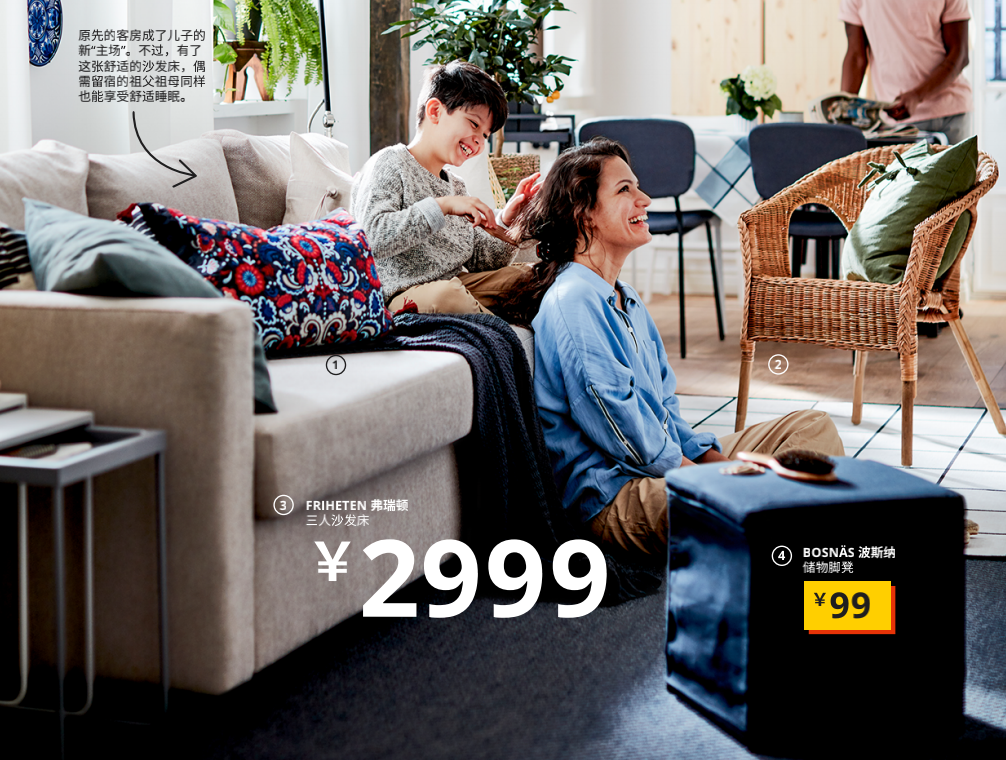 原先的客房成了儿子的
新“主场”。不过，有了
这张舒适的沙发床，偶
需留宿的祖父祖母同样
也能享受舒适睡眠。
1
2
3 FRIHETEN 弗瑞顿
三人沙发床
¥2999
4 BOSNÄS 波斯纳
储物脚凳
¥99